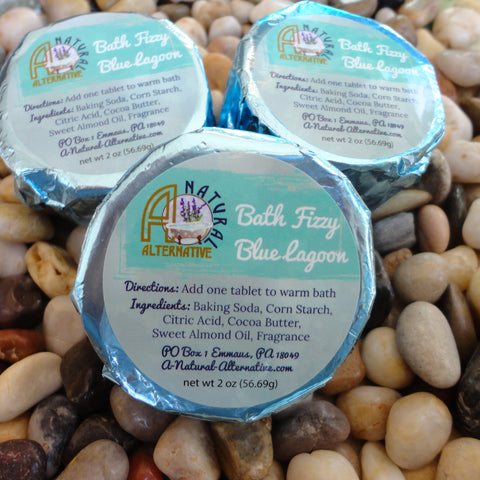 A NATURAL
ALTERNATIVE
Bath Fizzy
Blue Lagoon
Directions: Add one tablet to warm bath
Ingredients: Baking Soda, Corn Starch,
Citric Acid, Cocoa Butter,
Sweet Almond Oil, Fragrance
PO Box 1 Emmaus, PA 18049
A-Natural-Alternative.com
net wt 2 oz (56.69g)
A NATURAL
ALTERNATIVE
Bath Fizzy
Blue Lagoon
Directions: Add one tablet to warm bath
Ingredients: Baking Soda, Corn Starch,
Citric Acid, Cocoa Butter,
Sweet Almond Oil, Fragrance
PO Box 1 Emmaus, PA 18049
A-Natural-Alternative.com
net wt 2 oz (56.69g)
A NATURAL
ALTERNATIVE
Bath Fizzy
Blue Lagoon
Directions: Add one tablet to warm bath
Ingredients: Baking Soda, Corn Starch,
Citric Acid, Cocoa Butter,
Sweet Almond Oil, Fragrance
PO Box 1 Emmaus, PA 18049
A-Natural-Alternative.com
net wt 2 oz (56.69g)